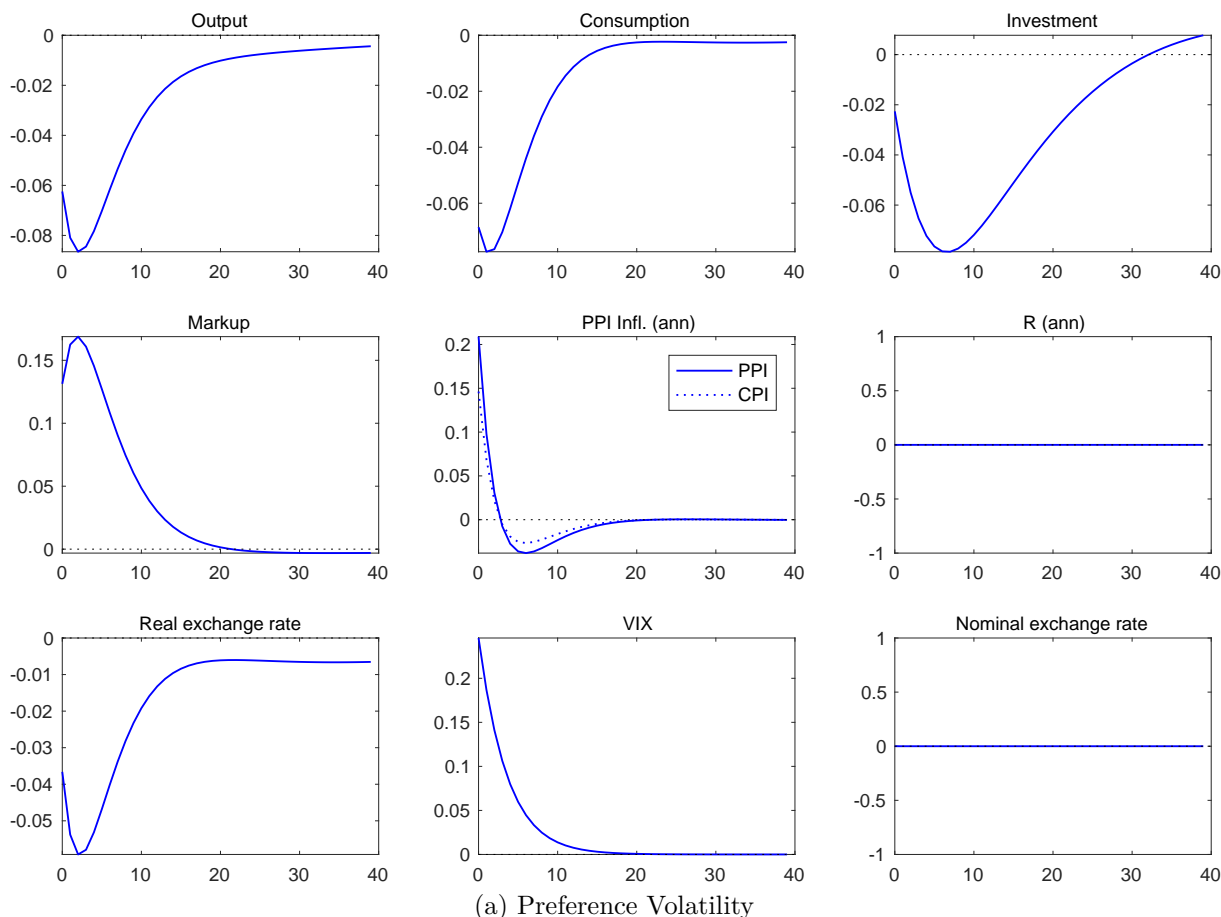 Output
Consumption
Investment
0
-0.02
-0.04
-0.06
-0.08
0 10 20 30 40
0
-0.02
-0.04
-0.06
0 10 20 30 40
0
-0.02
-0.04
-0.06
0 10 20 30 40
Markup
PPI Infl. (ann)
R (ann)
0.15
0.1
0.05
0
0 10 20 30 40
0.2
0.15
0.1
0.05
0
PPI
CPI
0 10 20 30 40
1
0.5
0
-0.5
-1
0 10 20 30 40
Real exchange rate
VIX
Nominal exchange rate
0
-0.01
-0.02
-0.03
-0.04
-0.05
0 10 20 30 40
0.2
0.15
0.1
0.05
0
0 10 20 30 40
1
0.5
0
-0.5
-1
0 10 20 30 40
(a) Preference Volatility